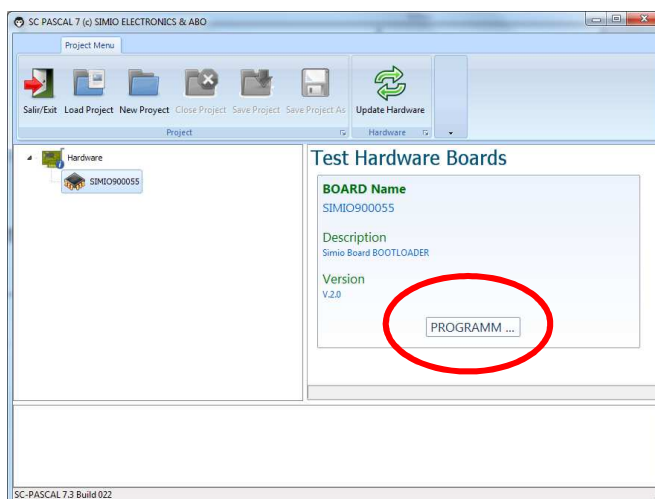 SC PASCAL 7 (c) SIMIO ELECTRONICS & ABO
Project Menu
Salir/Exit Load Project New Proyect Close Project Save Project Save Project As Update Hardware
Project Hardware
Hardware
SIMIO900055
Test Hardware Boards
BOARD Name
SIMIO900055
Description
Simio Board BOOTLOADER
Version
V.2.0
PROGRAMM ...
SC-PASCAL 7.3 Build 022